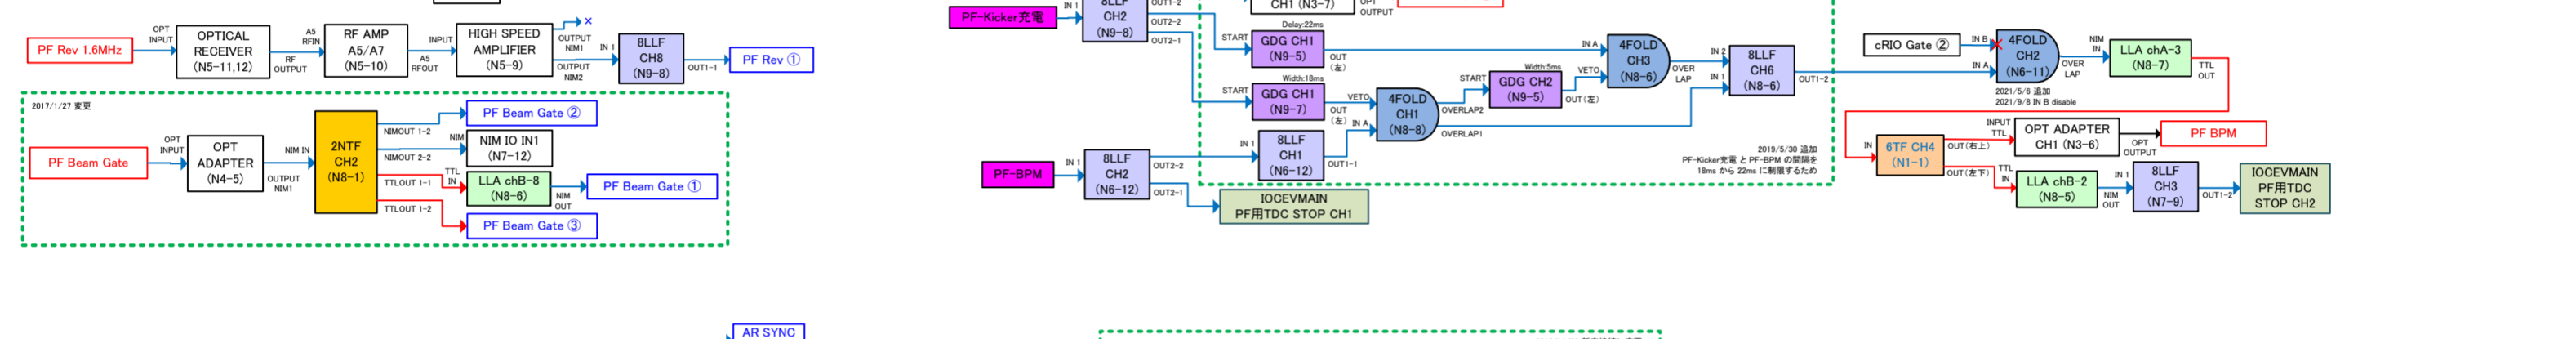 PF Rev 1.6MHz
OPT
INPUT
OPTICAL
RECEIVER
(N5-11,12)
A5
RFIN
RF
OUTPUT
RF AMP
A5/A7
(N5-10)
INPUT
A5
RFOUT
HIGH SPEED
AMPLIFIER
(N5-9)
×
OUTPUT
NIM1
OUTPUT
NIM2
IN 1
8LLF
CH8
(N9-8)
OUT1-1
PF Rev ①
2017/1/27 変更
PF Beam Gate
OPT
INPUT
OPT
ADAPTER
(N4-5)
OUTPUT
NIM1
NIM IN
2NTF
CH2
(N8-1)
NIMOUT 1-2
PF Beam Gate ②
NIMOUT 2-2
NIM
NIM IO IN1
(N7-12)
TTLOUT 1-1
TTL
IN
LLA chB-8
(N8-6)
NIM
OUT
PF Beam Gate ①
TTLOUT 1-2
PF Beam Gate ③
AR SYNC
PF-Kicker充電
IN 1
8LLF
CH2
(N9-8)
OUT1-2
OUT2-2
OUT2-1
CH1 (N3-7)
OPT
OUTPUT
Delay:22ms
START
GDG CH1
(N9-5)
OUT
(左)
Width:18ms
START
GDG CH1
(N9-7)
OUT
(左)
VETO
IN A
4FOLD
CH1
(N8-8)
OVERLAP2
OVERLAP1
START
Width:5ms
GDG CH2
(N9-5)
OUT(左)
IN A
VETO
4FOLD
CH3
(N8-6)
OVER
LAP
IN 2
IN 1
8LLF
CH6
(N8-6)
OUT1-2
PF-BPM
IN 1
8LLF
CH2
(N6-12)
OUT2-2
OUT2-1
IN 1
8LLF
CH1
(N6-12)
OUT1-1
IOCEVMAIN
PF用TDC STOP CH1
2019/5/30 追加
PF-Kicker充電 と PF-BPM の間隔を
18ms から 22ms に制限するため
cRIO Gate ②
IN B
IN A
4FOLD
CH2
(N6-11)
OVER
LAP
2021/5/6 追加
2021/9/8 IN B disable
NIM
IN
LLA chA-3
(N8-7)
TTL
OUT
IN
6TF CH4
(N1-1)
OUT(右上)
INPUT
TTL
OPT ADAPTER
CH1 (N3-6)
OPT
OUTPUT
PF BPM
OUT(左下)
TTL
IN
LLA chB-2
(N8-5)
NIM
OUT
IN 1
8LLF
CH3
(N7-9)
OUT1-2
IOCEVMAIN
PF用TDC
STOP CH2